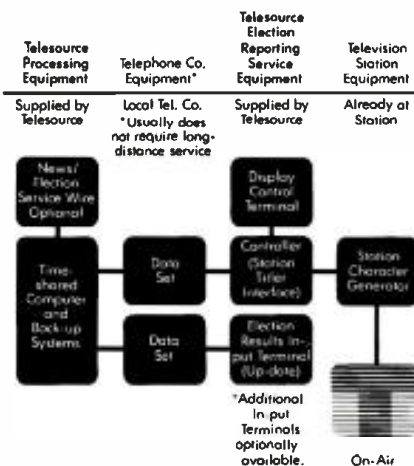 Telesource
Processing
Equipment
Telephone Co.
Equipment*
Telesource
Election
Reporting
Service
Equipment
Television
Station
Equipment
Supplied by
Telesource
Local Tel. Co.
*Usually does
not require long-
distance service
Supplied by
Telesource
Already at
Station
News/
Election
Service Wire
Optional
Display
Control
Terminal
Time-
shared
Computer
and
Back-up
Systems
Data
Set
Controller
(Station
Titler
Interface)
Station
Character
Generator
Data
Set
Election
Results In-
put Terminal
(Up-date)
*Additional
In-put
Terminals
optionally
available.
On-Air